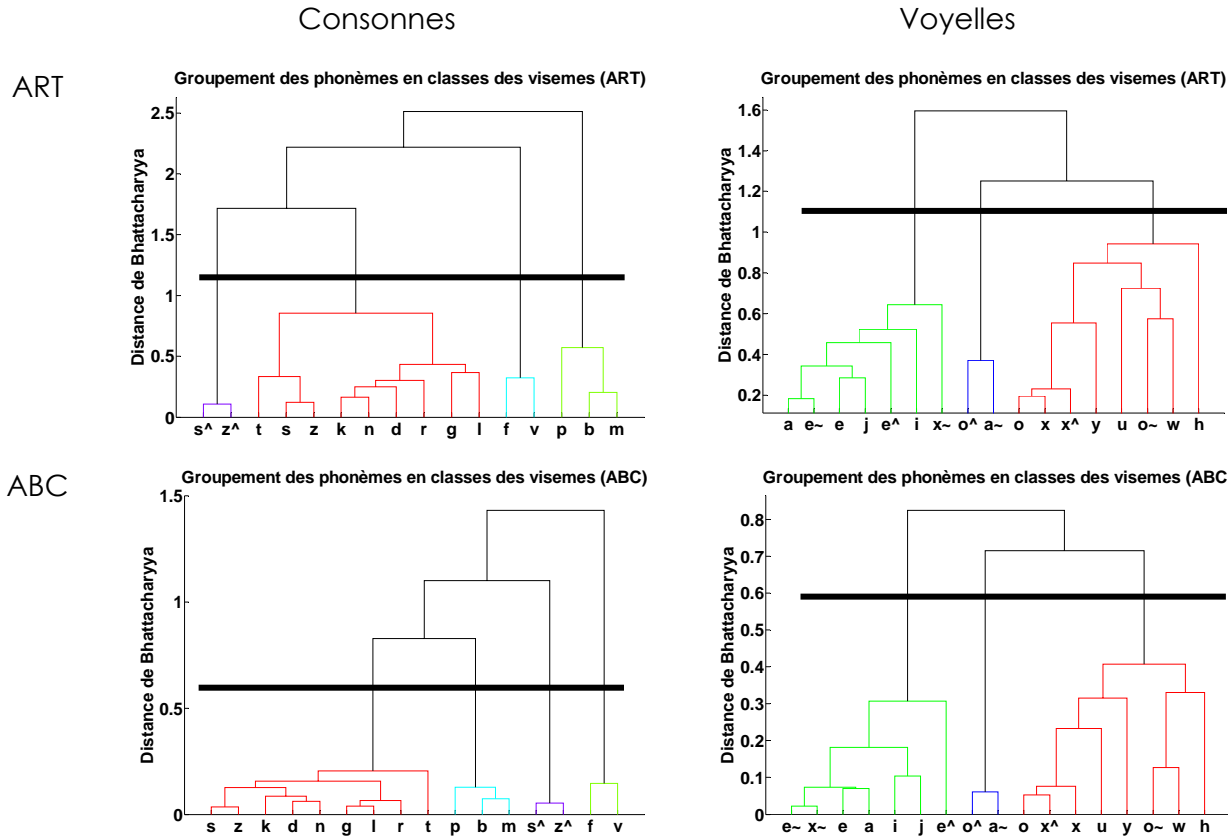 Consonnes
Voyelles
ART
Groupement des phonèmes en classes des visemes (ART)
Distance de Bhattacharyya
2.5
2
1.5
1
0.5
0
s^ z^ t s z k n d r g l f v p b m
Groupement des phonèmes en classes des visemes (ART)
Distance de Bhattacharyya
1.6
1.4
1.2
1
0.8
0.6
0.4
0.2
a e~ e j e^ i x~ o^ a~ o x x^ y u o~ w h
ABC
Groupement des phonèmes en classes des visemes (ABC)
Distance de Bhattacharyya
1.5
1
0.5
0
s z k d n g l r t p b m s^ z^ f v
Groupement des phonèmes en classes des visemes (ABC
Distance de Bhattacharyya
0.8
0.7
0.6
0.5
0.4
0.3
0.2
0.1
0
e~ x~ e a i j e^ o^ a~ o x^ x u y o~ w h